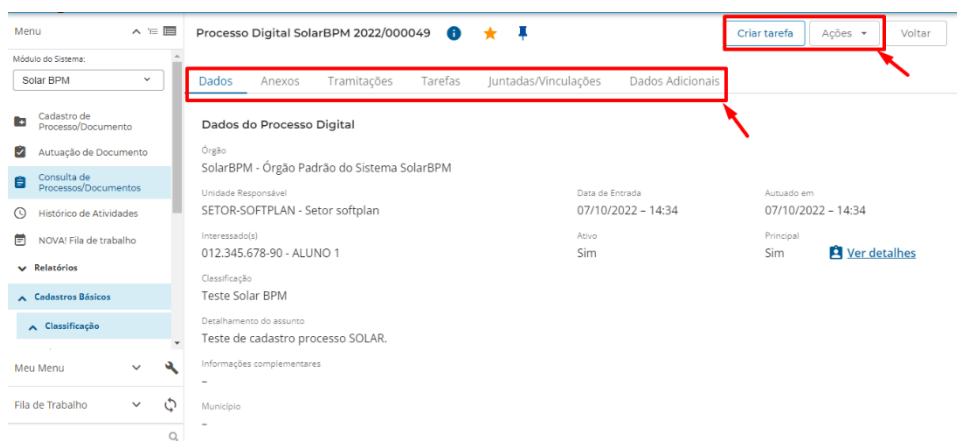 Menu
Módulo do Sistema:
Solar BPM
Cadastro de
Processo/Documento
Autuação de Documento
Consulta de
Processos/Documentos
Histórico de Atividades
NOVA! Fila de trabalho
Relatórios
Cadastros Básicos
Classificação
Meu Menu
Fila de Trabalho
Processo Digital SolarBPM 2022/000049
Criar tarefa Ações Voltar
Dados Anexos Tramitações Tarefas Juntadas/Vinculações Dados Adicionais
Dados do Processo Digital
Órgão
SolarBPM - Órgão Padrão do Sistema SolarBPM
Unidade Responsável Data de Entrada Autuado em
SETOR-SOFTPLAN - Setor softplan 07/10/2022 – 14:34 07/10/2022 – 14:34
Interessado(s) Ativo Principal
012.345.678-90 - ALUNO 1 Sim Sim Ver detalhes
Classificação
Teste Solar BPM
Detalhamento do assunto
Teste de cadastro processo SOLAR.
Informações complementares
–
Município
–